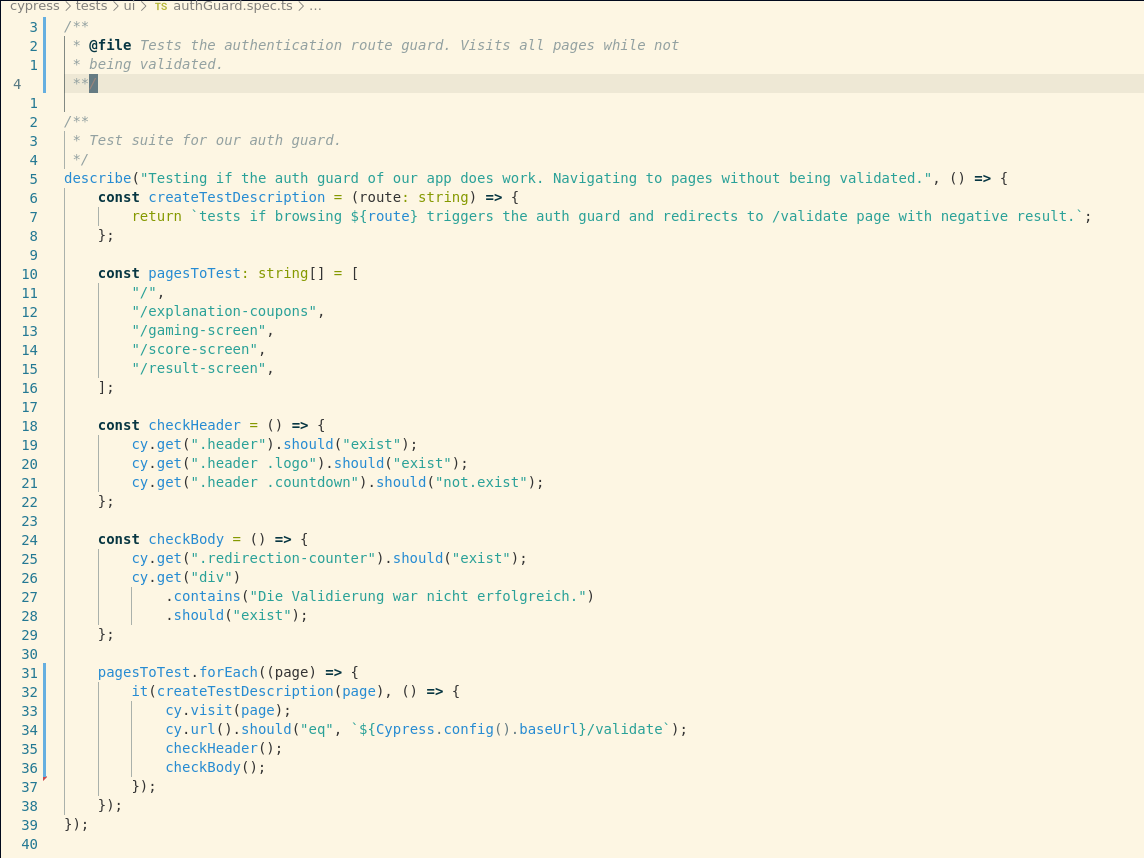 cypress > tests > ui > TS authGuard.spec.ts > ...
3 /**
2  * @file Tests the authentication route guard. Visits all pages while not
1  * being validated.
4  **/
1
2 /**
3  * Test suite for our auth guard.
4  */
5 describe("Testing if the auth guard of our app does work. Navigating to pages without being validated.", () => {
6     const createTestDescription = (route: string) => {
7         return `tests if browsing ${route} triggers the auth guard and redirects to /validate page with negative result.`;
8     };
9
10     const pagesToTest: string[] = [
11         "/",
12         "/explanation-coupons",
13         "/gaming-screen",
14         "/score-screen",
15         "/result-screen",
16     ];
17
18     const checkHeader = () => {
19         cy.get(".header").should("exist");
20         cy.get(".header .logo").should("exist");
21         cy.get(".header .countdown").should("not.exist");
22     };
23
24     const checkBody = () => {
25         cy.get(".redirection-counter").should("exist");
26         cy.get("div")
27             .contains("Die Validierung war nicht erfolgreich.")
28             .should("exist");
29     };
30
31     pagesToTest.forEach((page) => {
32         it(createTestDescription(page), () => {
33             cy.visit(page);
34             cy.url().should("eq", `${Cypress.config().baseUrl}/validate`);
35             checkHeader();
36             checkBody();
37         });
38     });
39 });
40